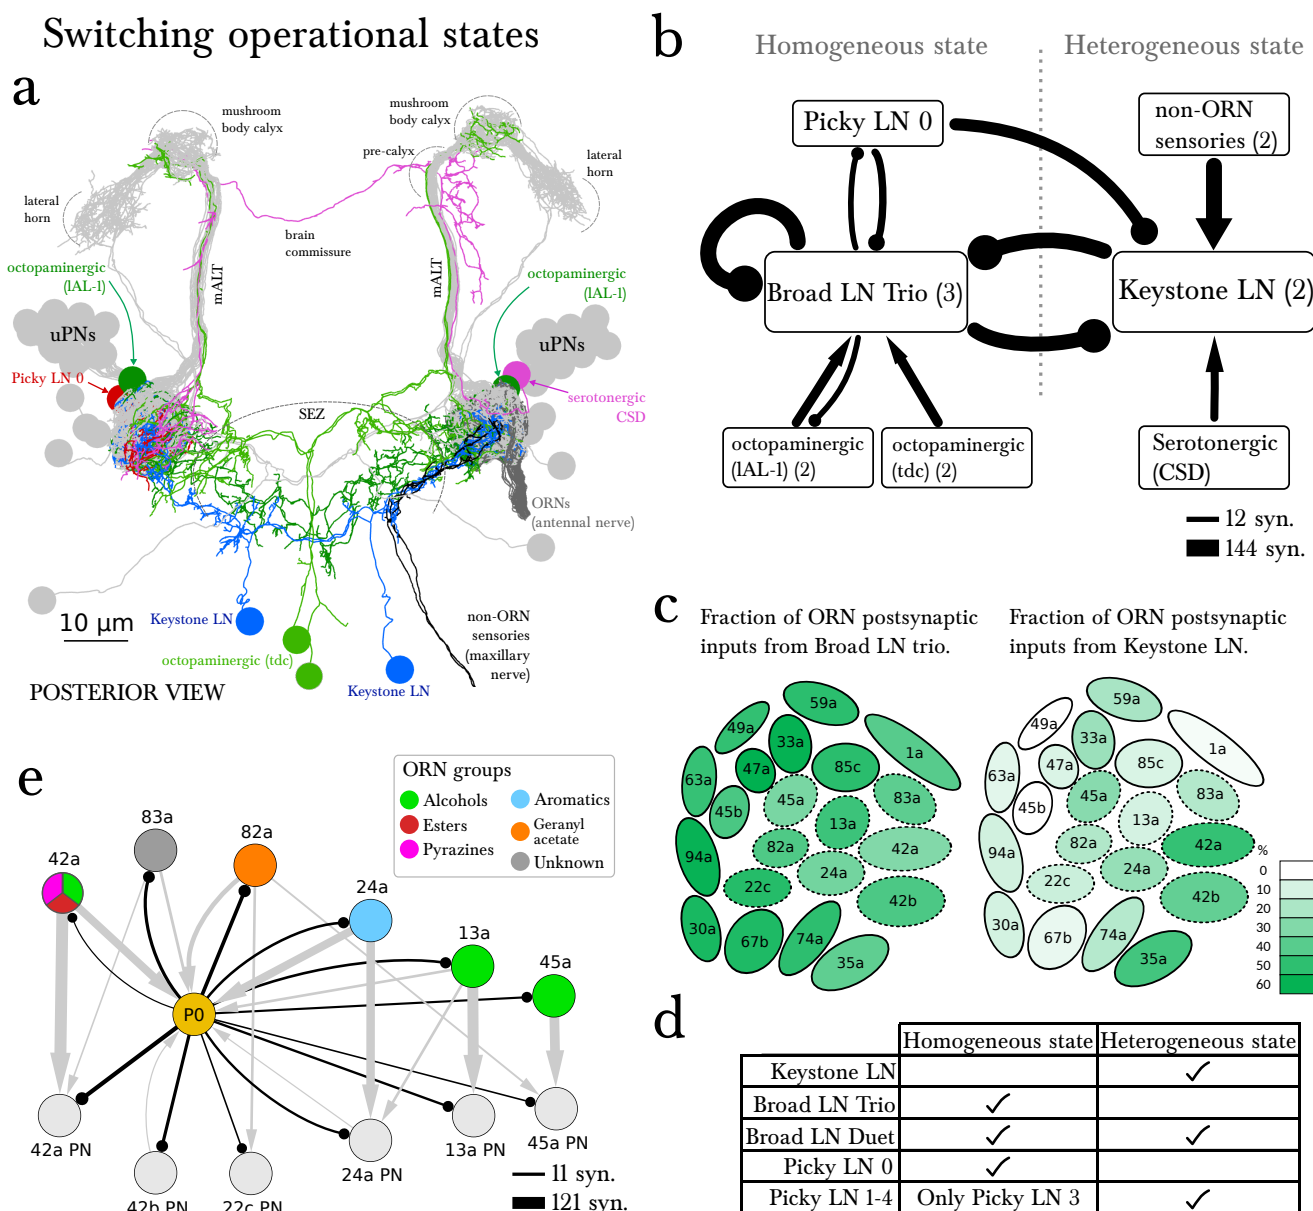 Switching operational states
a
mushroom
body calyx
mushroom
body calyx
pre-calyx
lateral
horn
lateral
horn
brain
commissure
octopaminergic
(lAL-1)
octopaminergic
(lAL-1)
mALT
mALT
uPNs
uPNs
Picky LN 0
serotonergic
CSD
SEZ
ORNs
(antennal nerve)
Keystone LN
10 µm
octopaminergic (tdc)
Keystone LN
non-ORN
sensories
(maxillary
nerve)
POSTERIOR VIEW
b
Homogeneous state
Heterogeneous state
Picky LN 0
non-ORN
sensories (2)
Broad LN Trio (3)
Keystone LN (2)
octopaminergic
(lAL-1) (2)
octopaminergic
(tdc) (2)
Serotonergic
(CSD)
12 syn.
144 syn.
c
Fraction of ORN postsynaptic
inputs from Broad LN trio.
Fraction of ORN postsynaptic
inputs from Keystone LN.
59a
49a
33a
1a
47a
85c
63a
45b
45a
83a
13a
94a
82a
42a
22c
24a
42b
30a
67b
74a
35a
59a
49a
33a
1a
47a
85c
63a
45b
45a
83a
13a
94a
82a
42a
22c
24a
42b
30a
67b
74a
35a
%
0
10
20
30
40
50
60
d
Homogeneous state
Heterogeneous state
Keystone LN ✓
Broad LN Trio ✓
Broad LN Duet ✓ ✓
Picky LN 0 ✓
Picky LN 1-4 Only Picky LN 3 ✓
e
ORN groups
Alcohols
Aromatics
Esters
Geranyl
acetate
Pyrazines
Unknown
83a
82a
42a
24a
13a
45a
P0
42a PN
42b PN
22c PN
24a PN
13a PN
45a PN
11 syn.
121 syn.